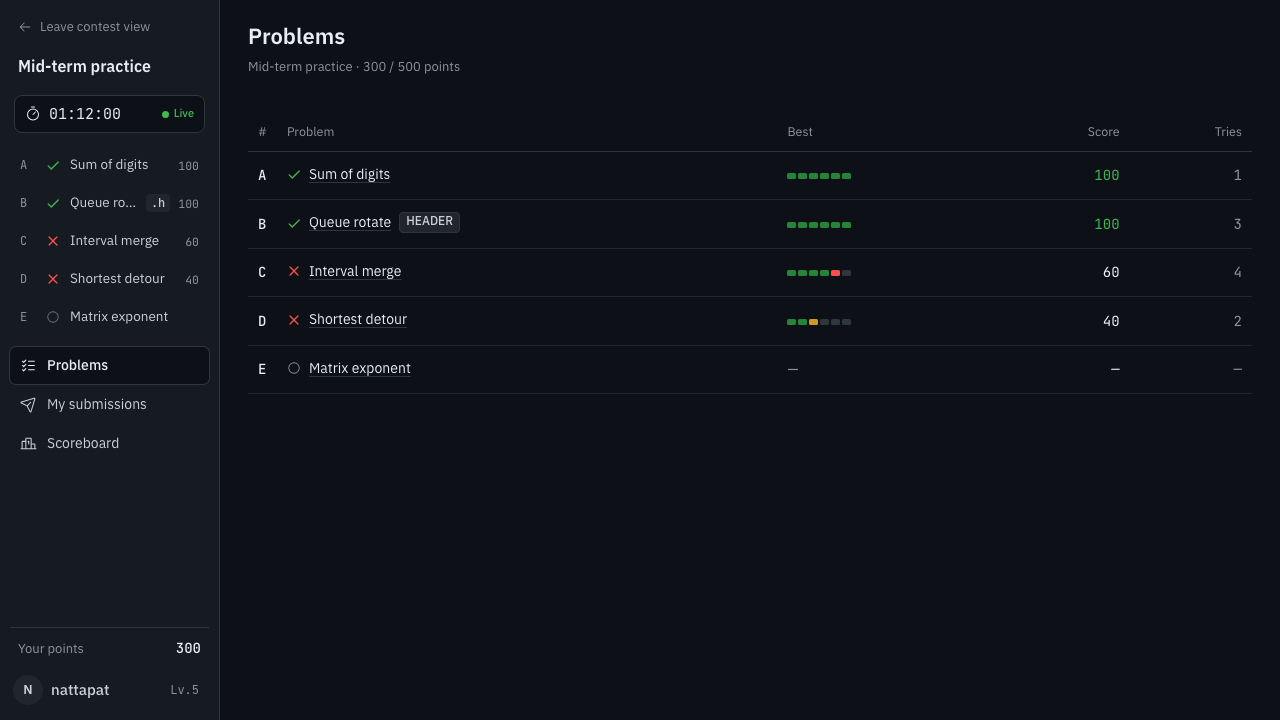 Leave contest view
Mid-term practice
01:12:00 Live
A Sum of digits 100
B Queue ro... .h 100
C Interval merge 60
D Shortest detour 40
E Matrix exponent
Problems
My submissions
Scoreboard
Your points 300
N nattapat Lv.5
Problems
Mid-term practice · 300 / 500 points
# Problem Best Score Tries
A Sum of digits 100 1
B Queue rotate HEADER 100 3
C Interval merge 60 4
D Shortest detour 40 2
E Matrix exponent — — —